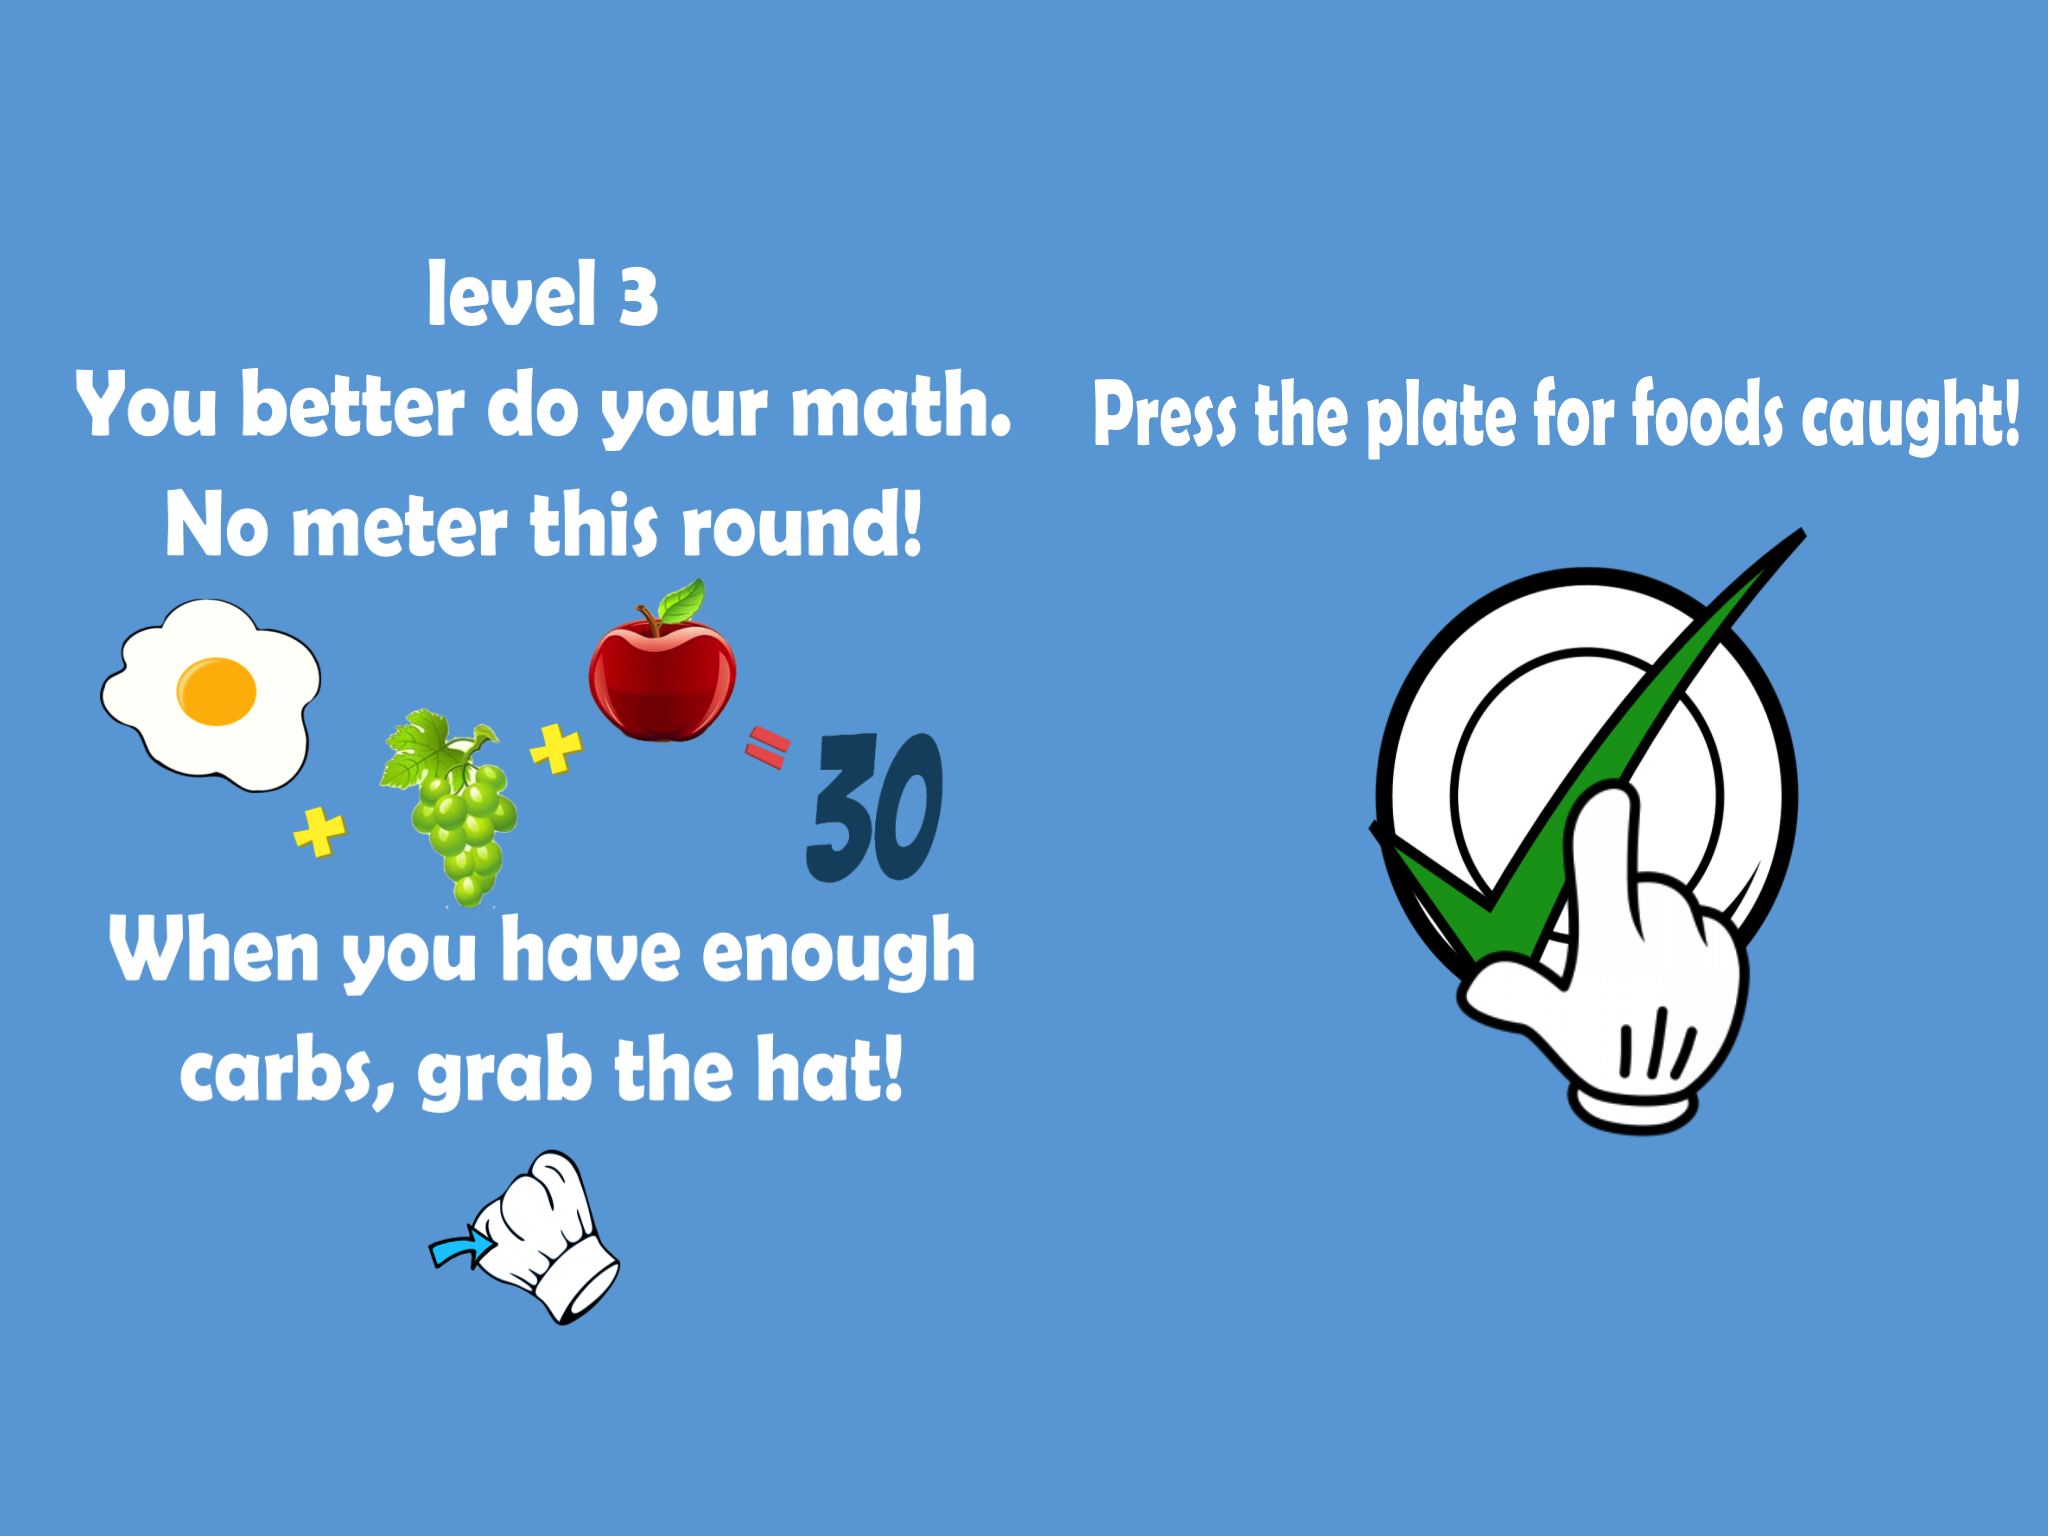 level 3
You better do your math.
No meter this round!
+ + = 30
When you have enough
carbs, grab the hat!
Press the plate for foods caught!